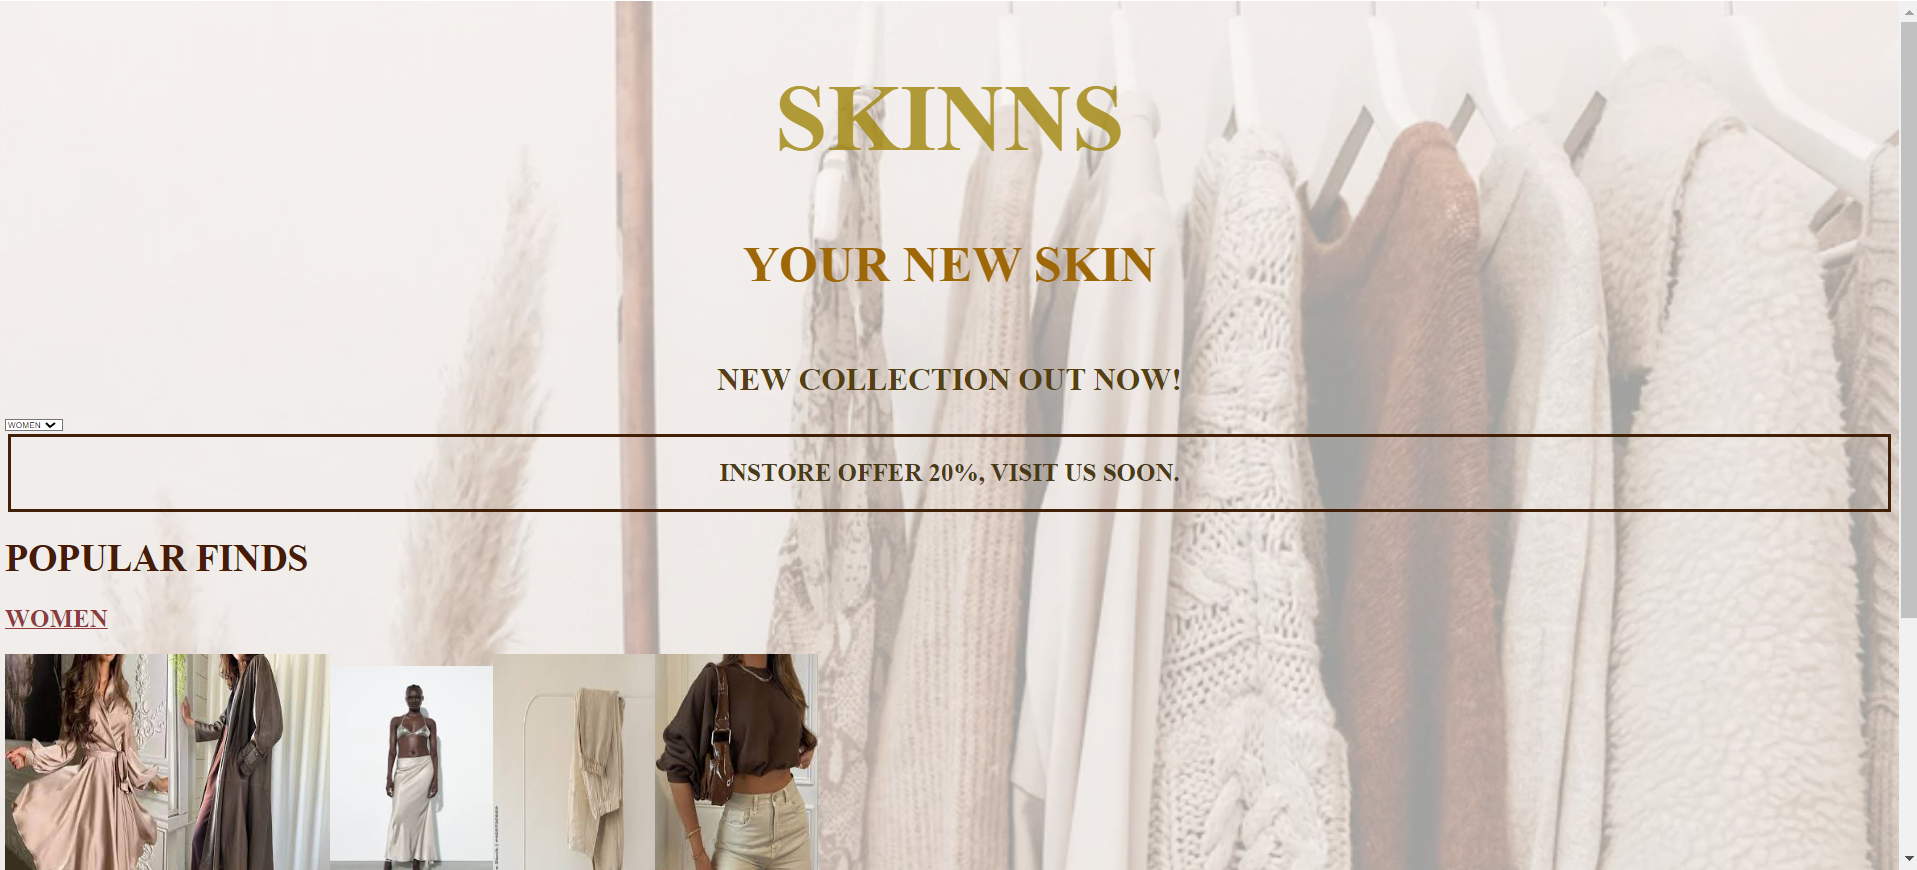 SKINNS
YOUR NEW SKIN
NEW COLLECTION OUT NOW!
WOMEN
INSTORE OFFER 20%, VISIT US SOON.
POPULAR FINDS
WOMEN